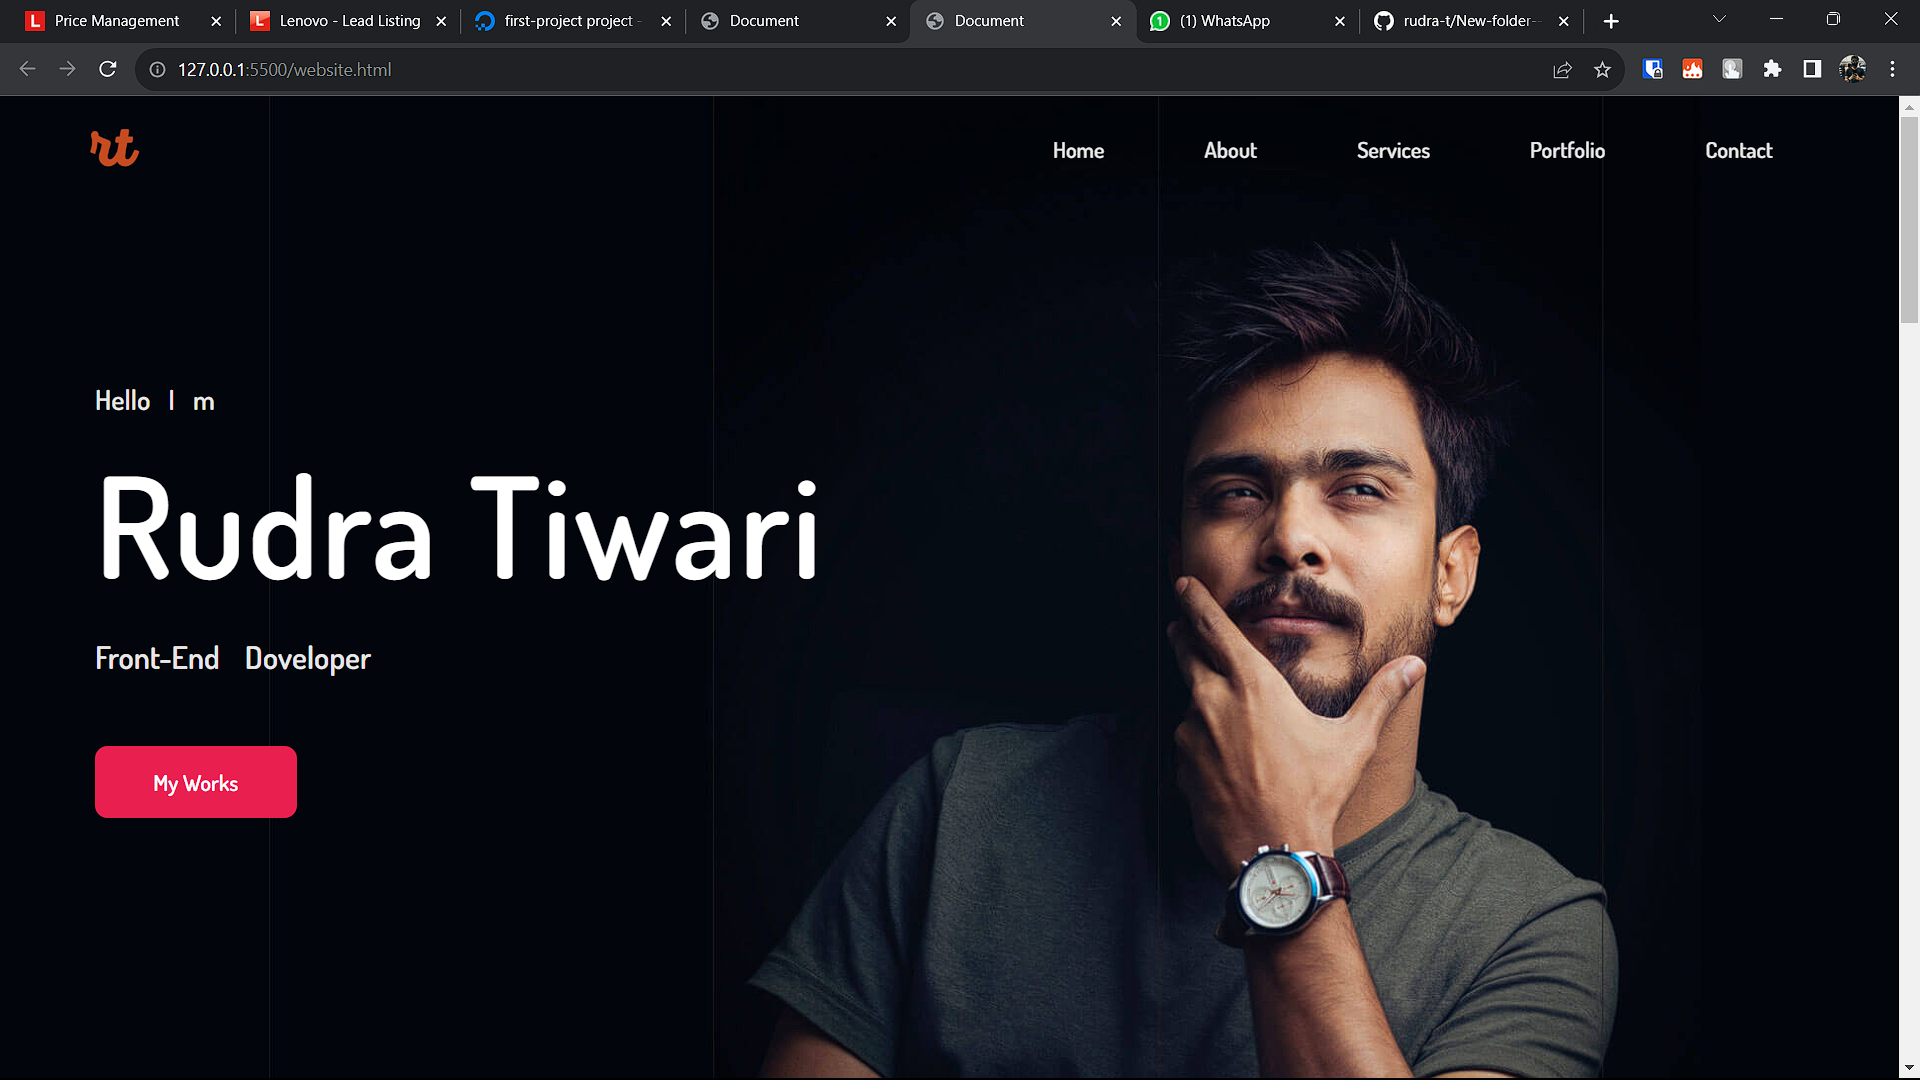 Price Management
Lenovo - Lead Listing
first-project project -
Document
Document
(1) WhatsApp
rudra-t/New-folder-
127.0.0.1:5500/website.html
rt
Home
About
Services
Portfolio
Contact
Hello I m
Rudra Tiwari
Front-End Doveloper
My Works